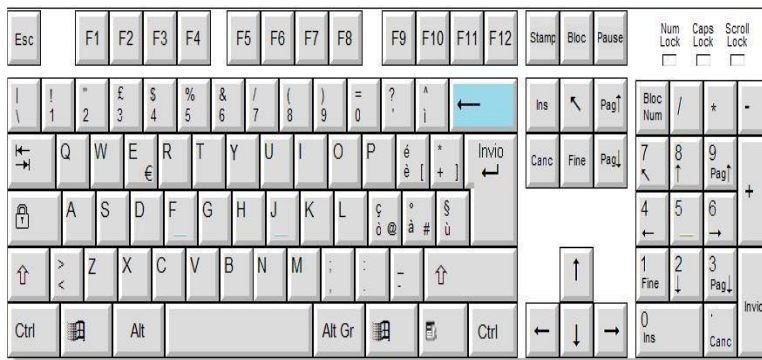 Esc F1 F2 F3 F4 F5 F6 F7 F8 F9 F10 F11 F12 Stamp Bloc Pause
Num Lock Caps Lock Scroll Lock
| ! " £ $ % & / ( ) = ? ^
\ 1 2 3 4 5 6 7 8 9 0 ' ì ←
Ins ↖ Pag↑
Bloc Num / * -
Q W E € R T Y U I O P é è [ * + ] Invio
Canc Fine Pag↓
7 ↖ 8 ↑ 9 Pag↑ +
A S D F G H J K L ç ò @ ° à # § ù
4 ← 5 6 →
⇧ > < Z X C V B N M ; , : . _ - ⇧
↑
1 Fine 2 ↓ 3 Pag↓ Invio
Ctrl Alt Alt Gr Ctrl
← ↓ →
0 Ins . Canc